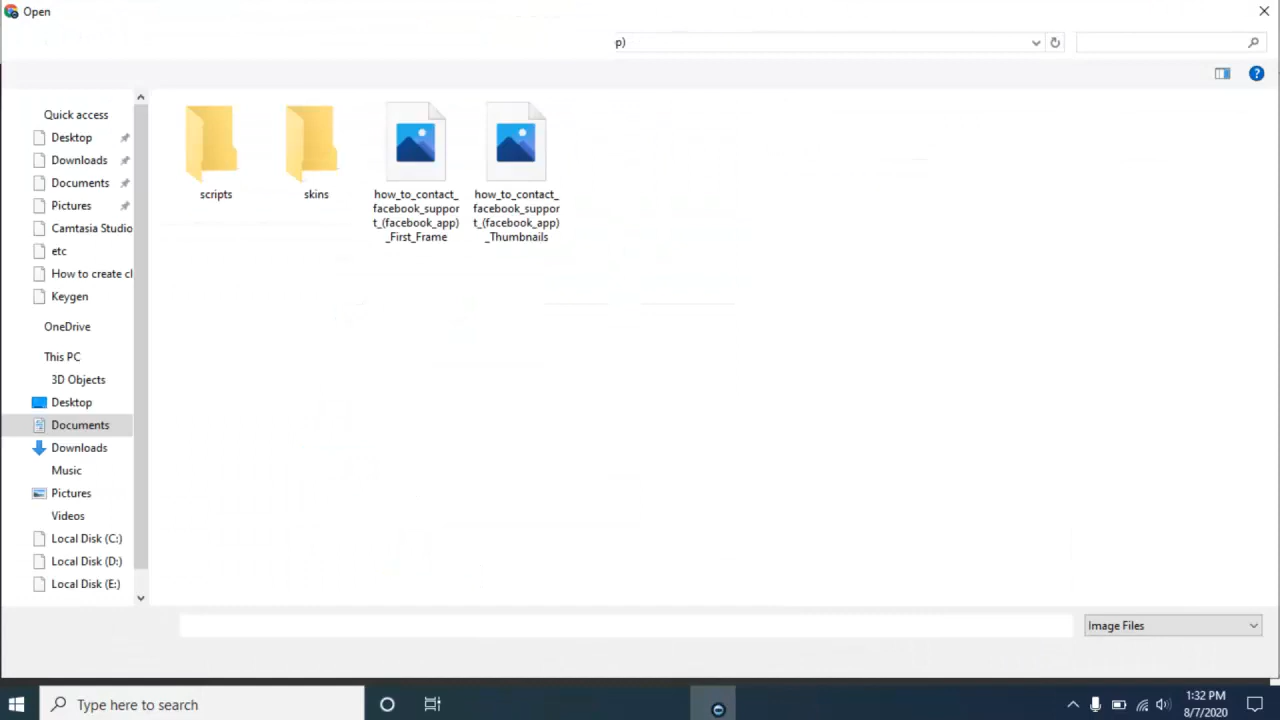 Open
p)
Quick access
Desktop
Downloads
Documents
Pictures
Camtasia Studio
etc
How to create cl
Keygen
OneDrive
This PC
3D Objects
Desktop
Documents
Downloads
Music
Pictures
Videos
Local Disk (C:)
Local Disk (D:)
Local Disk (E:)
scripts
skins
how_to_contact_
facebook_suppor
t_(facebook_app)
_First_Frame
how_to_contact_
facebook_suppor
t_(facebook_app)
_Thumbnails
Image Files
Type here to search
1:32 PM
8/7/2020